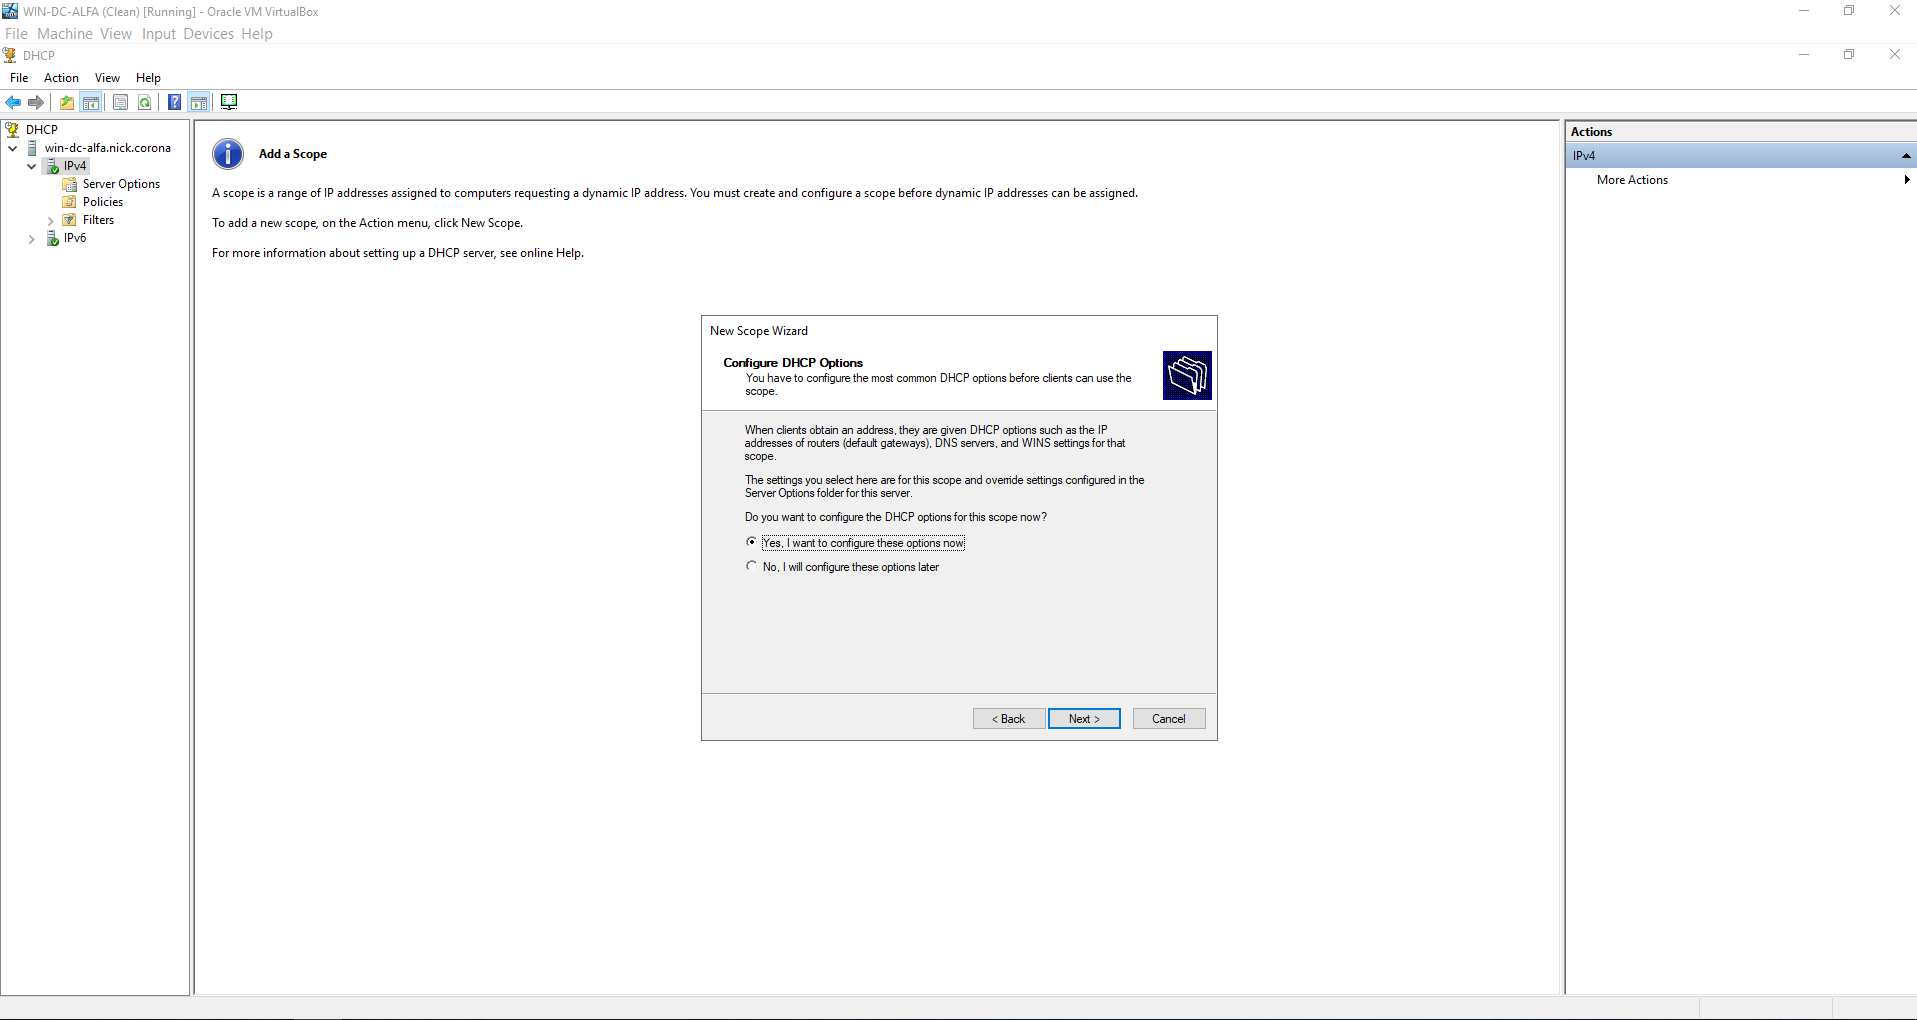 WIN-DC-ALFA (Clean) [Running] - Oracle VM VirtualBox
File Machine View Input Devices Help
DHCP
File Action View Help
DHCP
win-dc-alfa.nick.corona
IPv4
Server Options
Policies
Filters
IPv6
Add a Scope
A scope is a range of IP addresses assigned to computers requesting a dynamic IP address. You must create and configure a scope before dynamic IP addresses can be assigned.
To add a new scope, on the Action menu, click New Scope.
For more information about setting up a DHCP server, see online Help.
New Scope Wizard
Configure DHCP Options
You have to configure the most common DHCP options before clients can use the
scope.
When clients obtain an address, they are given DHCP options such as the IP
addresses of routers (default gateways), DNS servers, and WINS settings for that
scope.
The settings you select here are for this scope and override settings configured in the
Server Options folder for this server.
Do you want to configure the DHCP options for this scope now?
Yes, I want to configure these options now
No, I will configure these options later
< Back
Next >
Cancel
Actions
IPv4
More Actions